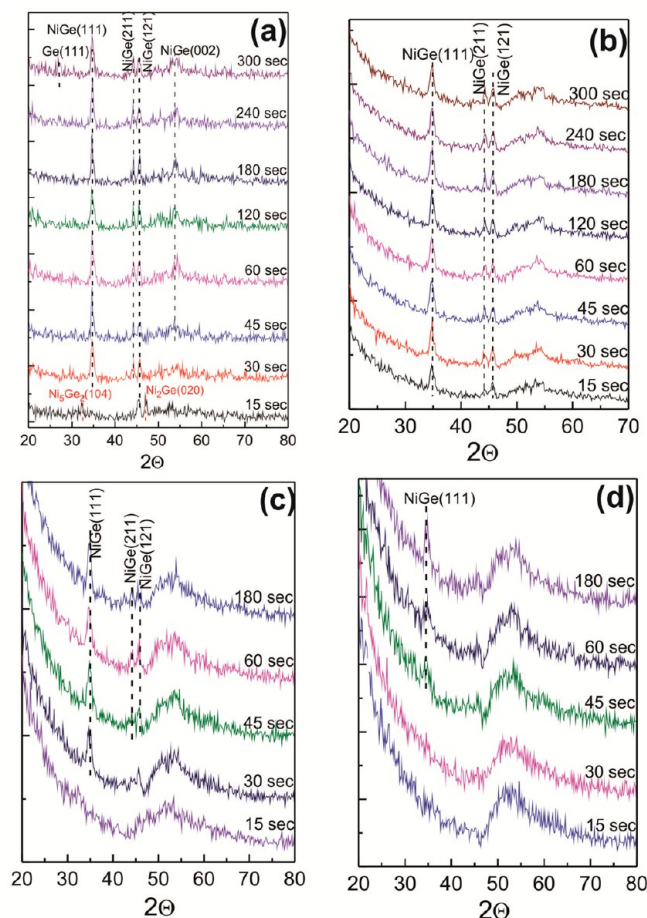 (a)
NiGe(111)
Ge(111)
NiGe(211)
NiGe(121)
NiGe(002)
300 sec
240 sec
180 sec
120 sec
60 sec
45 sec
30 sec
Ni₅Ge₃(104)
Ni₂Ge(020)
15 sec
20 30 40 50 60 70 80
2Θ
(b)
NiGe(111)
NiGe(211)
NiGe(121)
300 sec
240 sec
180 sec
120 sec
60 sec
45 sec
30 sec
15 sec
20 30 40 50 60 70
2Θ
(c)
NiGe(111)
NiGe(211)
NiGe(121)
180 sec
60 sec
45 sec
30 sec
15 sec
20 30 40 50 60 70 80
2Θ
(d)
NiGe(111)
180 sec
60 sec
45 sec
30 sec
15 sec
20 30 40 50 60 70 80
2Θ